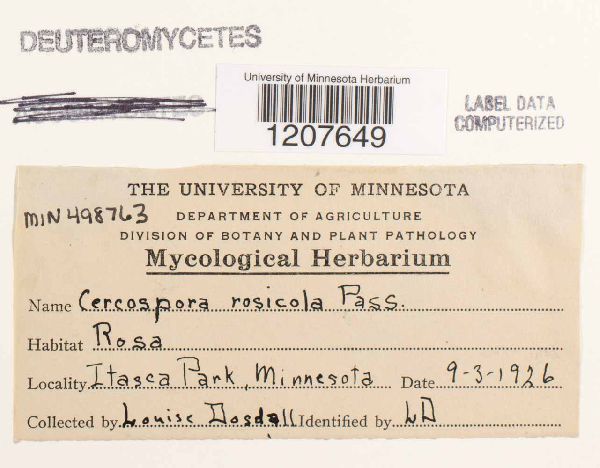 DEUTEROMYCETES
University of Minnesota Herbarium
1207649
LABEL DATA
COMPUTERIZED
THE UNIVERSITY OF MINNESOTA
MIN498763
DEPARTMENT OF AGRICULTURE
DIVISION OF BOTANY AND PLANT PATHOLOGY
Mycological Herbarium
Name Cercospora rosicola Pass.
Habitat Rosa
Locality Itasca Park, Minnesota Date 9-3-1926
Collected by Louise Dosdall Identified by LD